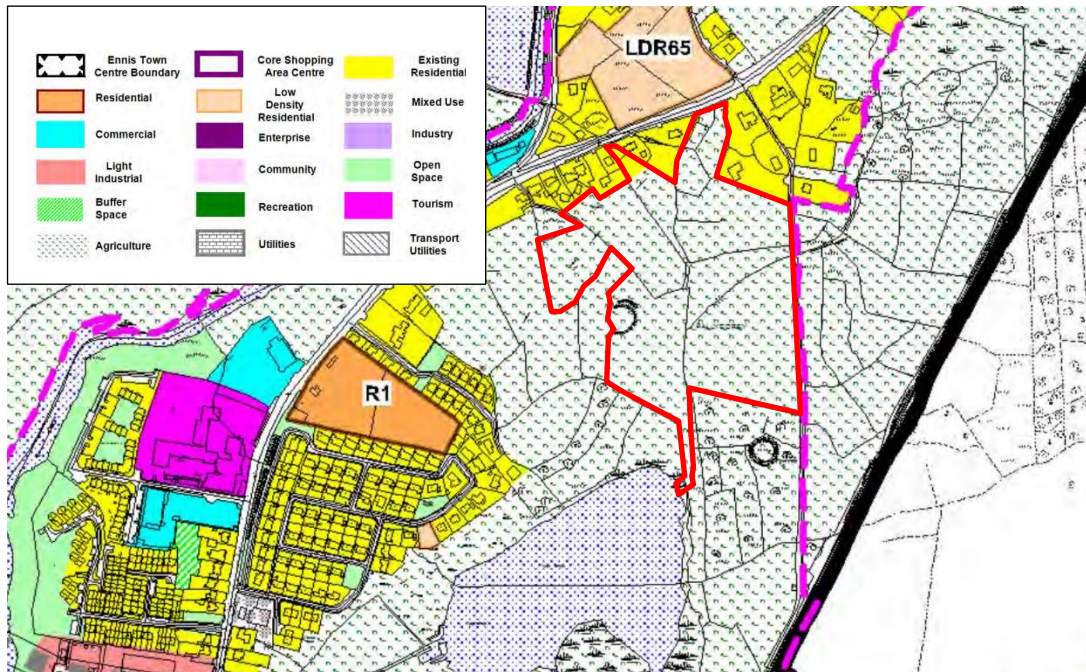 Ennis Town
Centre Boundary
Core Shopping
Area Centre
Existing
Residential
Residential
Low
Density
Residential
Mixed Use
Commercial
Enterprise
Industry
Light
Industrial
Community
Open
Space
Buffer
Space
Recreation
Tourism
Agriculture
Utilities
Transport
Utilities
LDR65
R1